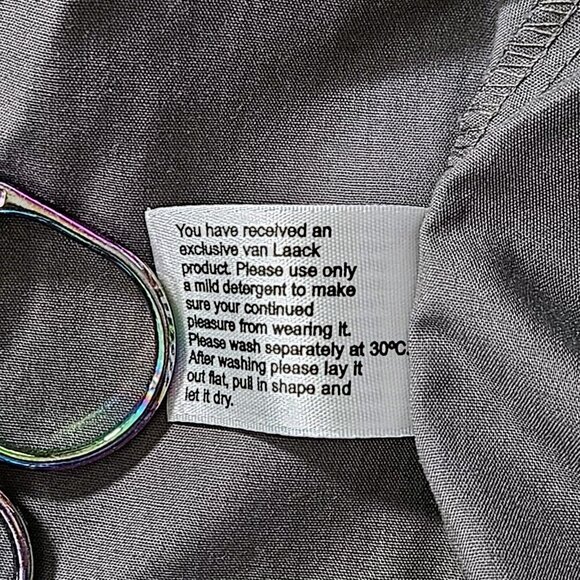 You have received an
exclusive van Laack
product. Please use only
a mild detergent to make
sure your continued
pleasure from wearing it.
Please wash separately at 30°C.
After washing please lay it
out flat, pull in shape and
let it dry.